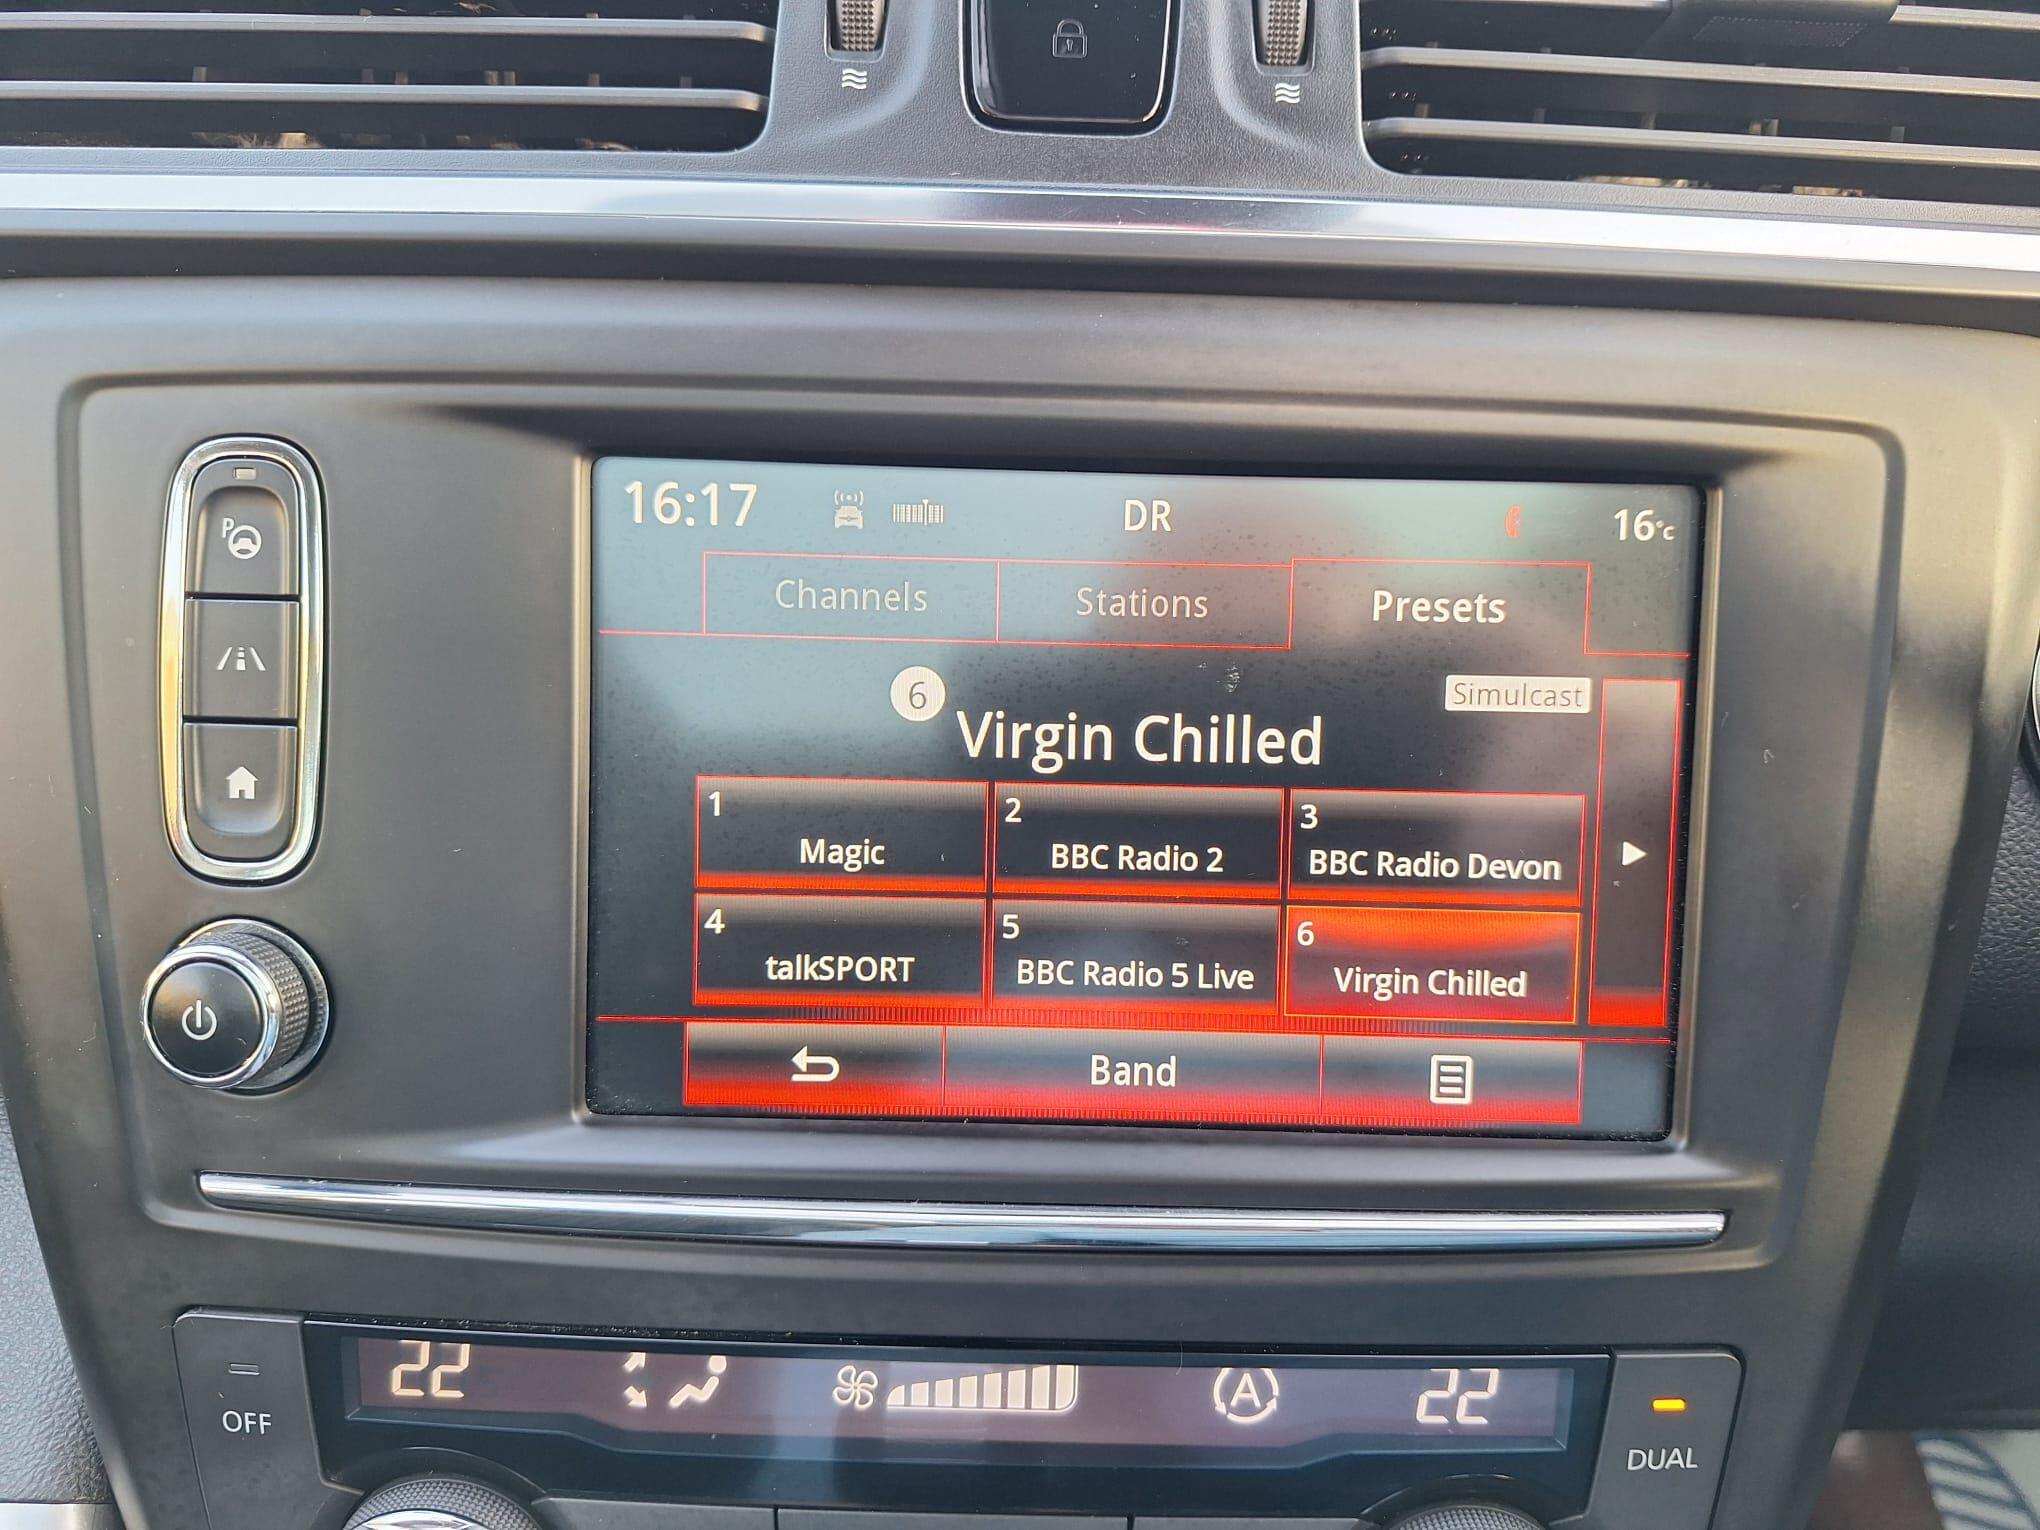 16:17 DR 16°c
Channels Stations Presets
6 Simulcast
Virgin Chilled
1 2 3
Magic BBC Radio 2 BBC Radio Devon
4 5 6
talkSPORT BBC Radio 5 Live Virgin Chilled
Band
P
22 A 22
OFF DUAL